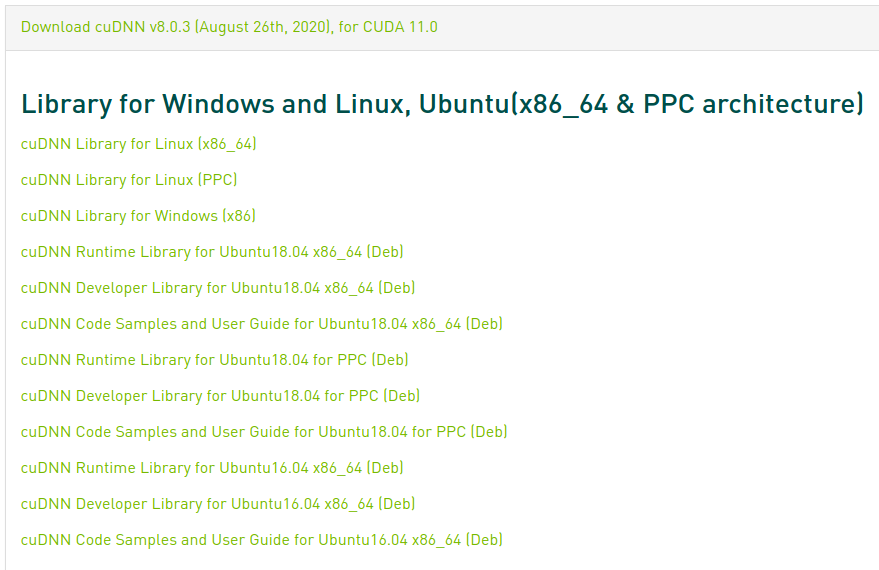 Download cuDNN v8.0.3 (August 26th, 2020), for CUDA 11.0
Library for Windows and Linux, Ubuntu(x86_64 & PPC architecture)
cuDNN Library for Linux (x86_64)
cuDNN Library for Linux (PPC)
cuDNN Library for Windows (x86)
cuDNN Runtime Library for Ubuntu18.04 x86_64 (Deb)
cuDNN Developer Library for Ubuntu18.04 x86_64 (Deb)
cuDNN Code Samples and User Guide for Ubuntu18.04 x86_64 (Deb)
cuDNN Runtime Library for Ubuntu18.04 for PPC (Deb)
cuDNN Developer Library for Ubuntu18.04 for PPC (Deb)
cuDNN Code Samples and User Guide for Ubuntu18.04 for PPC (Deb)
cuDNN Runtime Library for Ubuntu16.04 x86_64 (Deb)
cuDNN Developer Library for Ubuntu16.04 x86_64 (Deb)
cuDNN Code Samples and User Guide for Ubuntu16.04 x86_64 (Deb)